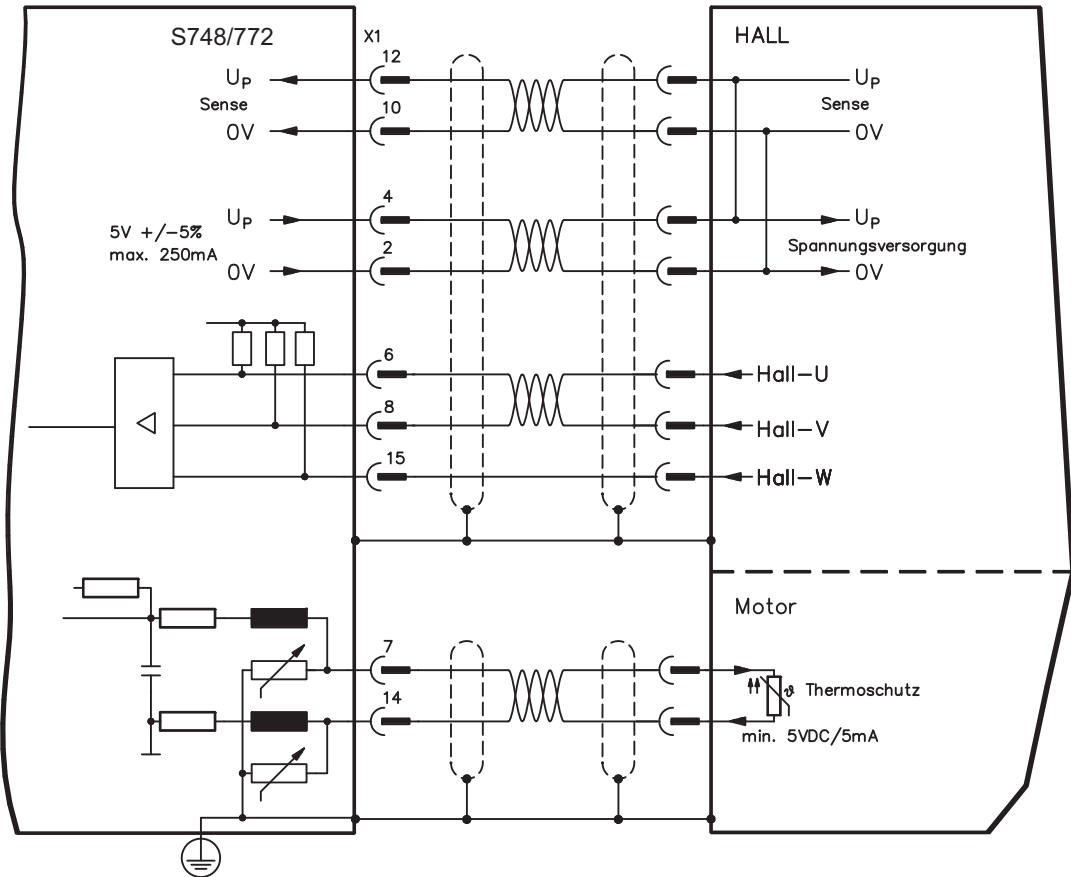 S748/772
X1
HALL
12
UP
UP
Sense
Sense
10
0V
0V
4
UP
UP
5V +/-5%
max. 250mA
Spannungsversorgung
2
0V
0V
6
Hall-U
8
Hall-V
15
Hall-W
Motor
7
ϑ Thermoschutz
14
min. 5VDC/5mA